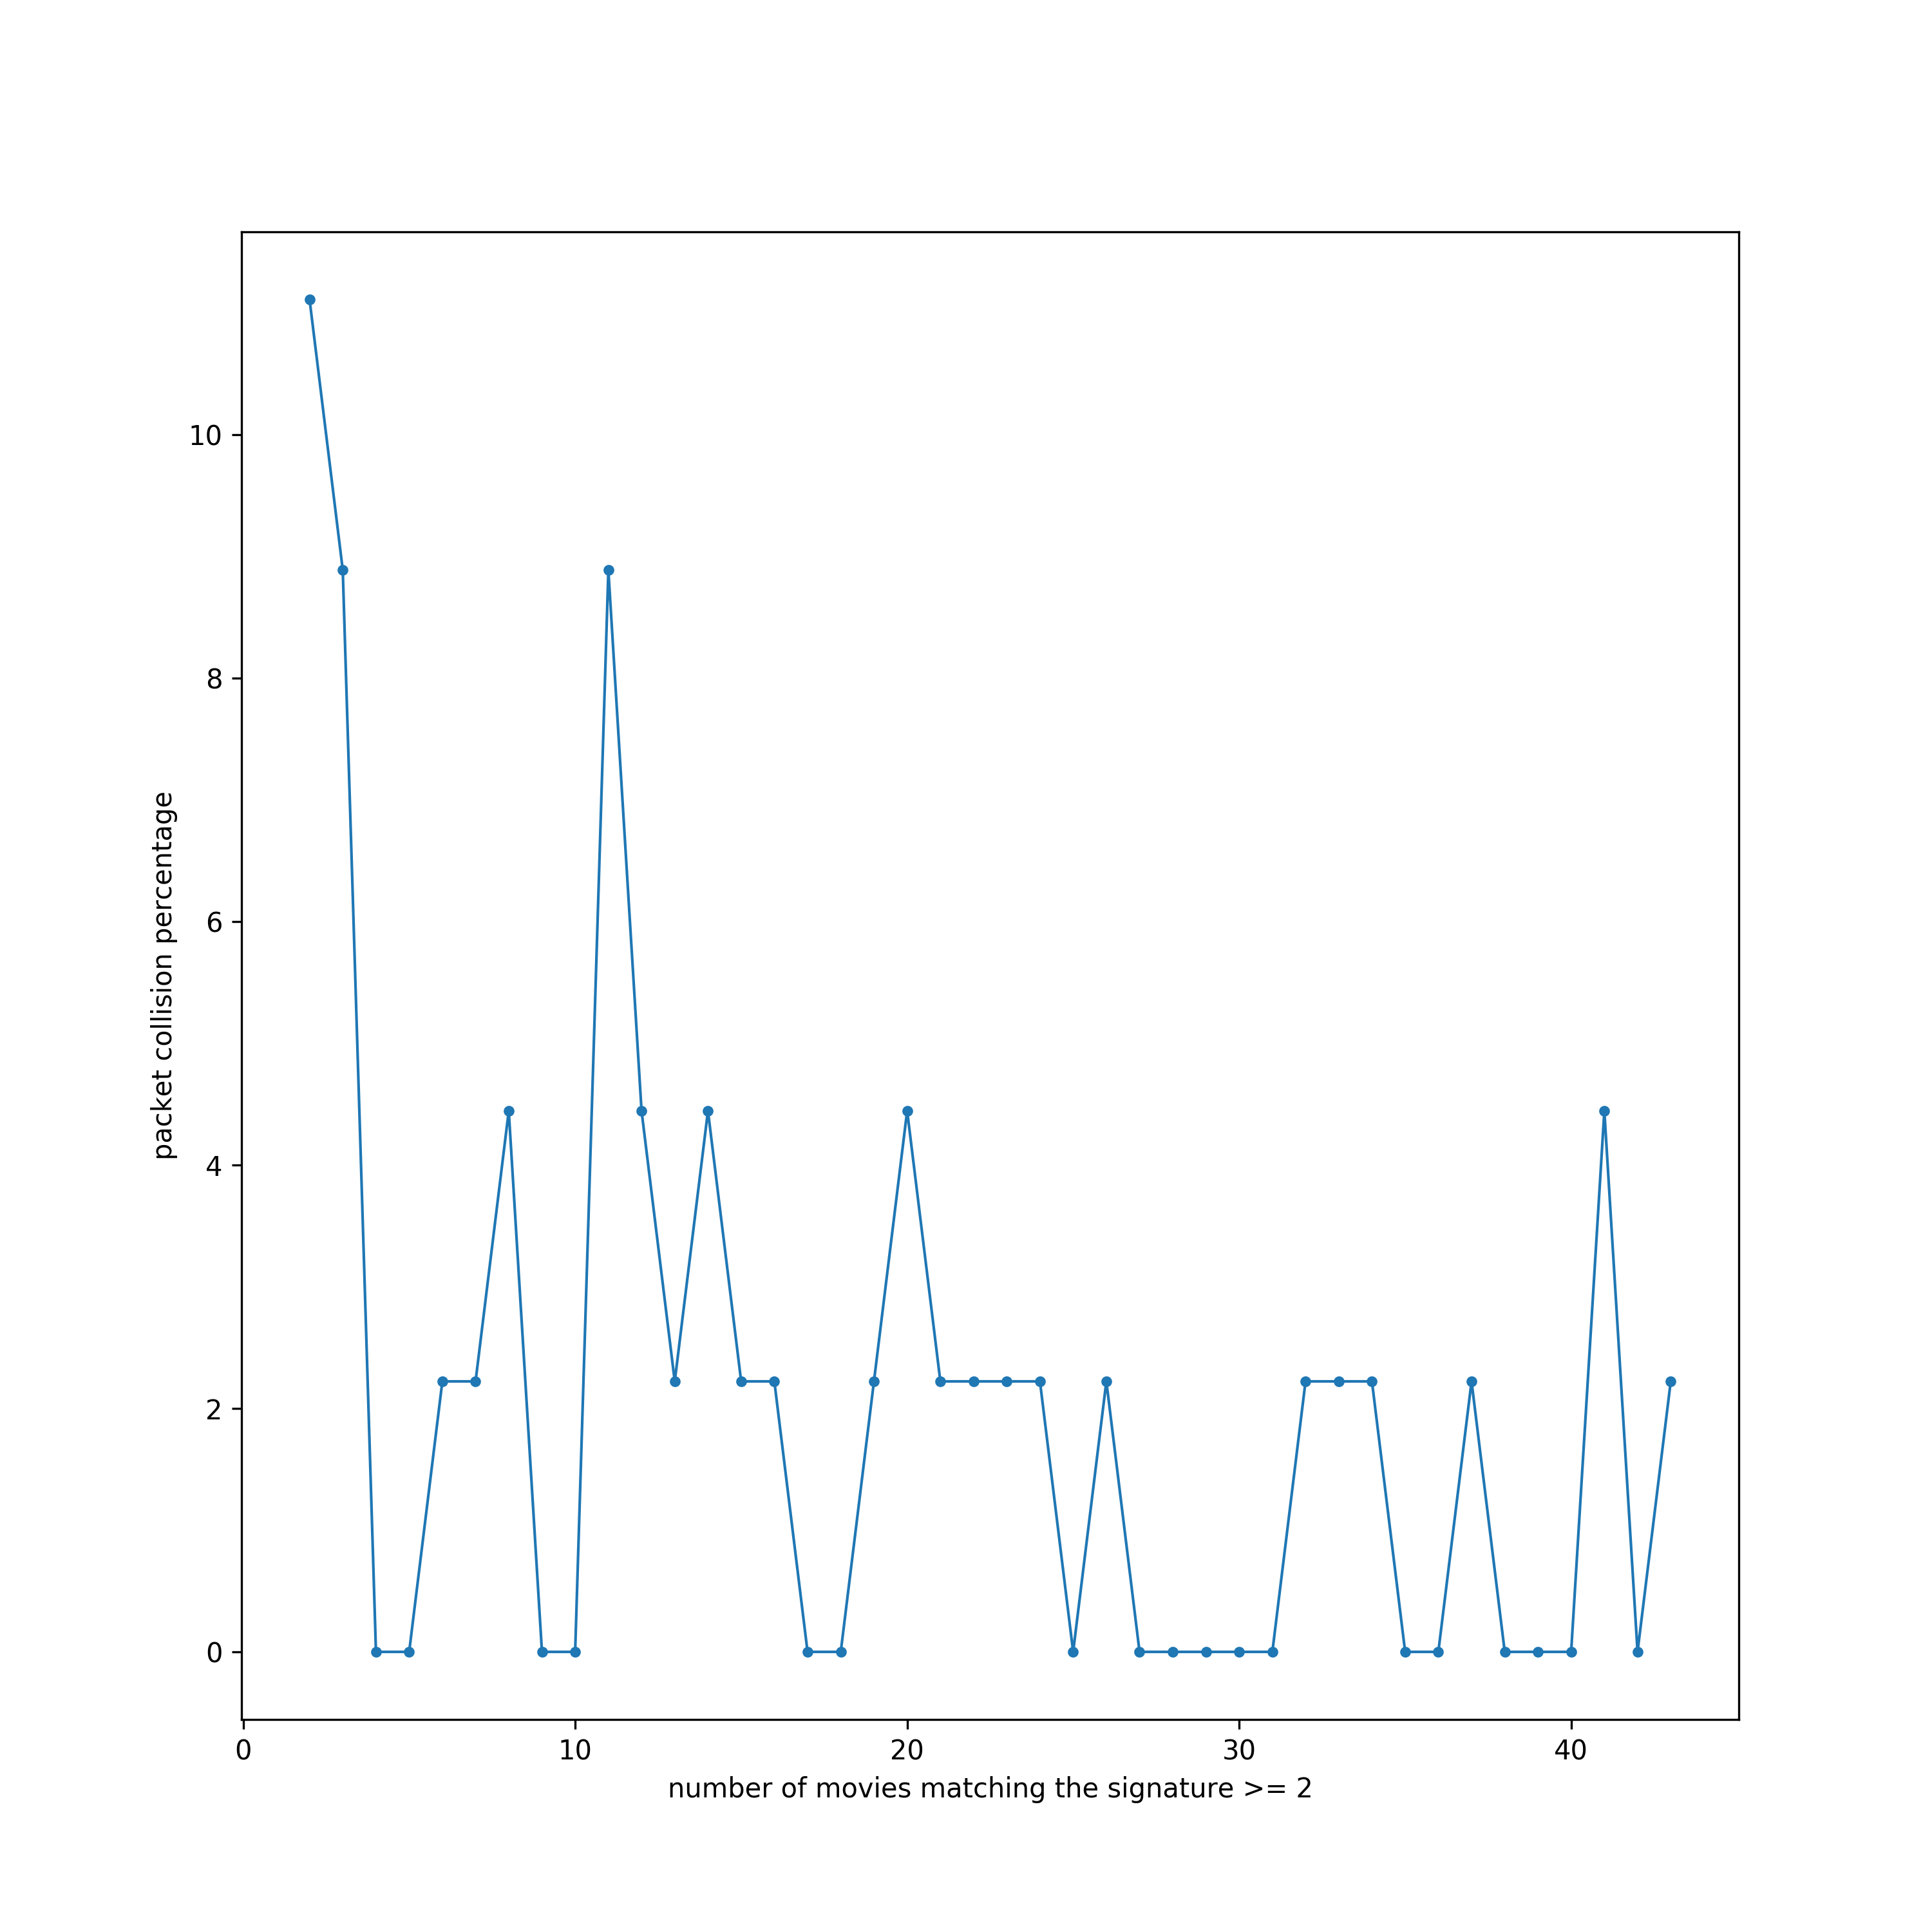 10
8
6
4
2
0
packet collision percentage
0 10 20 30 40
number of movies matching the signature >= 2